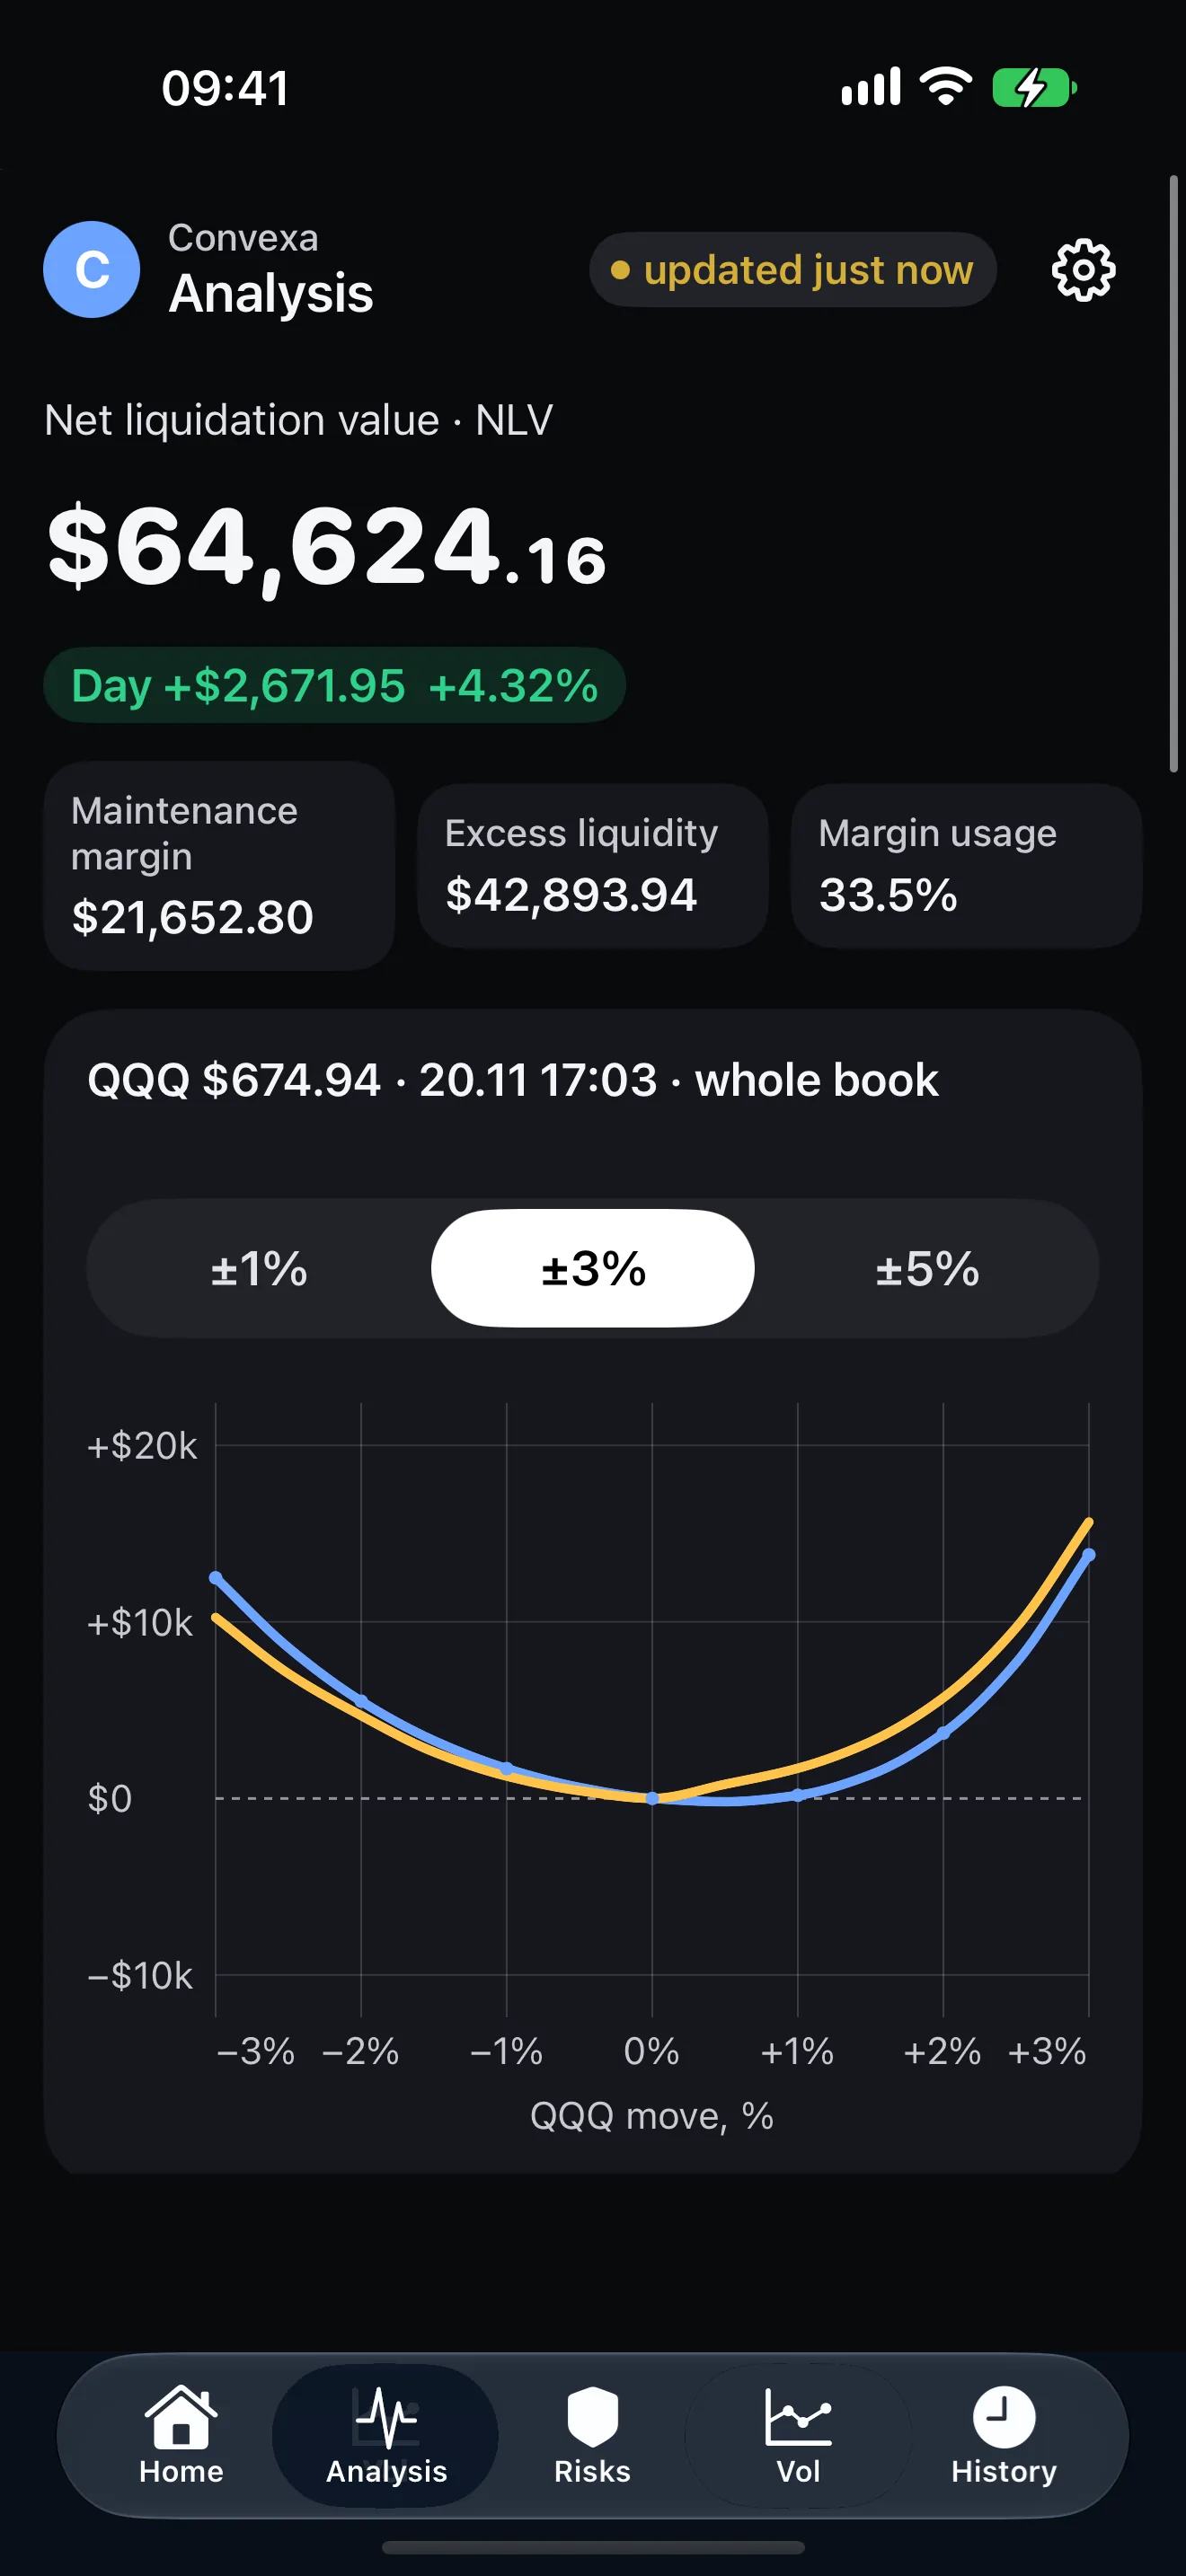 09:41
C
Convexa
Analysis
updated just now
Net liquidation value · NLV
$64,624.16
Day +$2,671.95 +4.32%
Maintenance
margin
$21,652.80
Excess liquidity
$42,893.94
Margin usage
33.5%
QQQ $674.94 · 20.11 17:03 · whole book
±1%
±3%
±5%
+$20k
+$10k
$0
−$10k
−3% −2% −1% 0% +1% +2% +3%
QQQ move, %
Home
Analysis
Risks
Vol
History